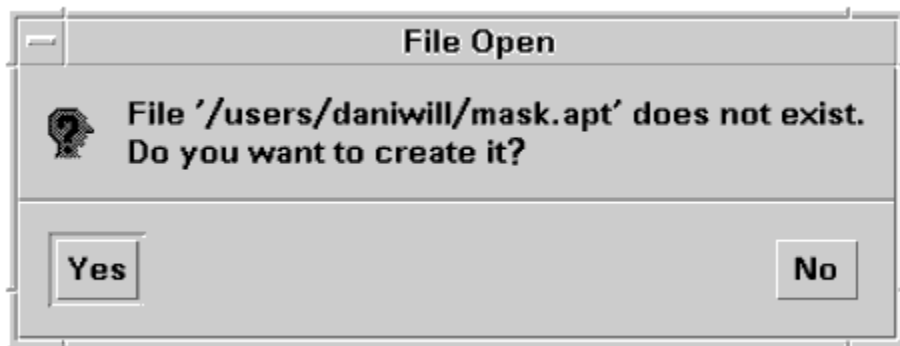 File Open
File '/users/daniwill/mask.apt' does not exist.
Do you want to create it?
Yes
No